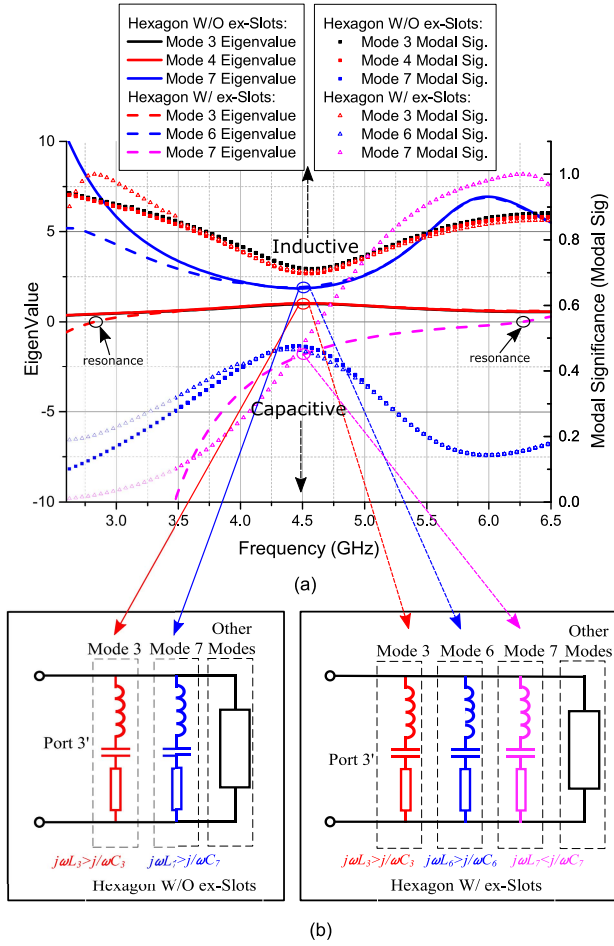 Hexagon W/O ex-Slots:
Mode 3 Eigenvalue
Mode 4 Eigenvalue
Mode 7 Eigenvalue
Hexagon W/ ex-Slots:
Mode 3 Eigenvalue
Mode 6 Eigenvalue
Mode 7 Eigenvalue
Hexagon W/O ex-Slots:
Mode 3 Modal Sig.
Mode 4 Modal Sig.
Mode 7 Modal Sig.
Hexagon W/ ex-Slots:
Mode 3 Modal Sig.
Mode 6 Modal Sig.
Mode 7 Modal Sig.
EigenValue
10
5
0
-5
-10
Inductive
Capacitive
resonance
resonance
1.0
0.8
0.6
0.4
0.2
0.0
Modal Significance (Modal Sig)
3.0 3.5 4.0 4.5 5.0 5.5 6.0 6.5
Frequency (GHz)
(a)
Mode 3 Mode 7 Other
Modes
Port 3'
jωL3>j/ωC3 jωL7>j/ωC7
Hexagon W/O ex-Slots
Other
Mode 3 Mode 6 Mode 7 Modes
Port 3'
jωL3>j/ωC3 jωL6>j/ωC6 jωL7<j/ωC7
Hexagon W/ ex-Slots
(b)